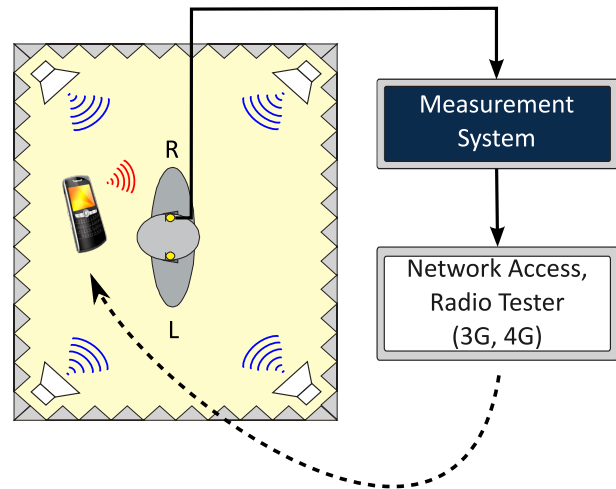 R
L
Measurement
System
Network Access,
Radio Tester
(3G, 4G)